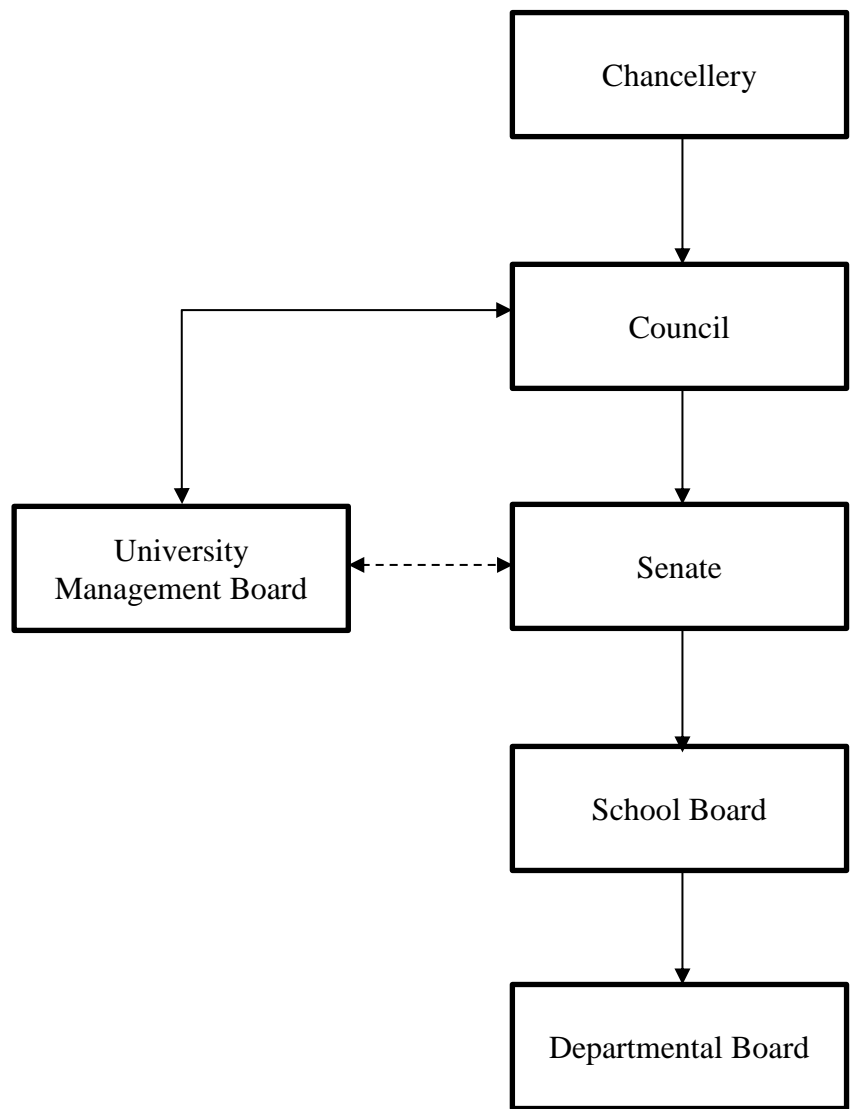 Chancellery
Council
University
Management Board
Senate
School Board
Departmental Board